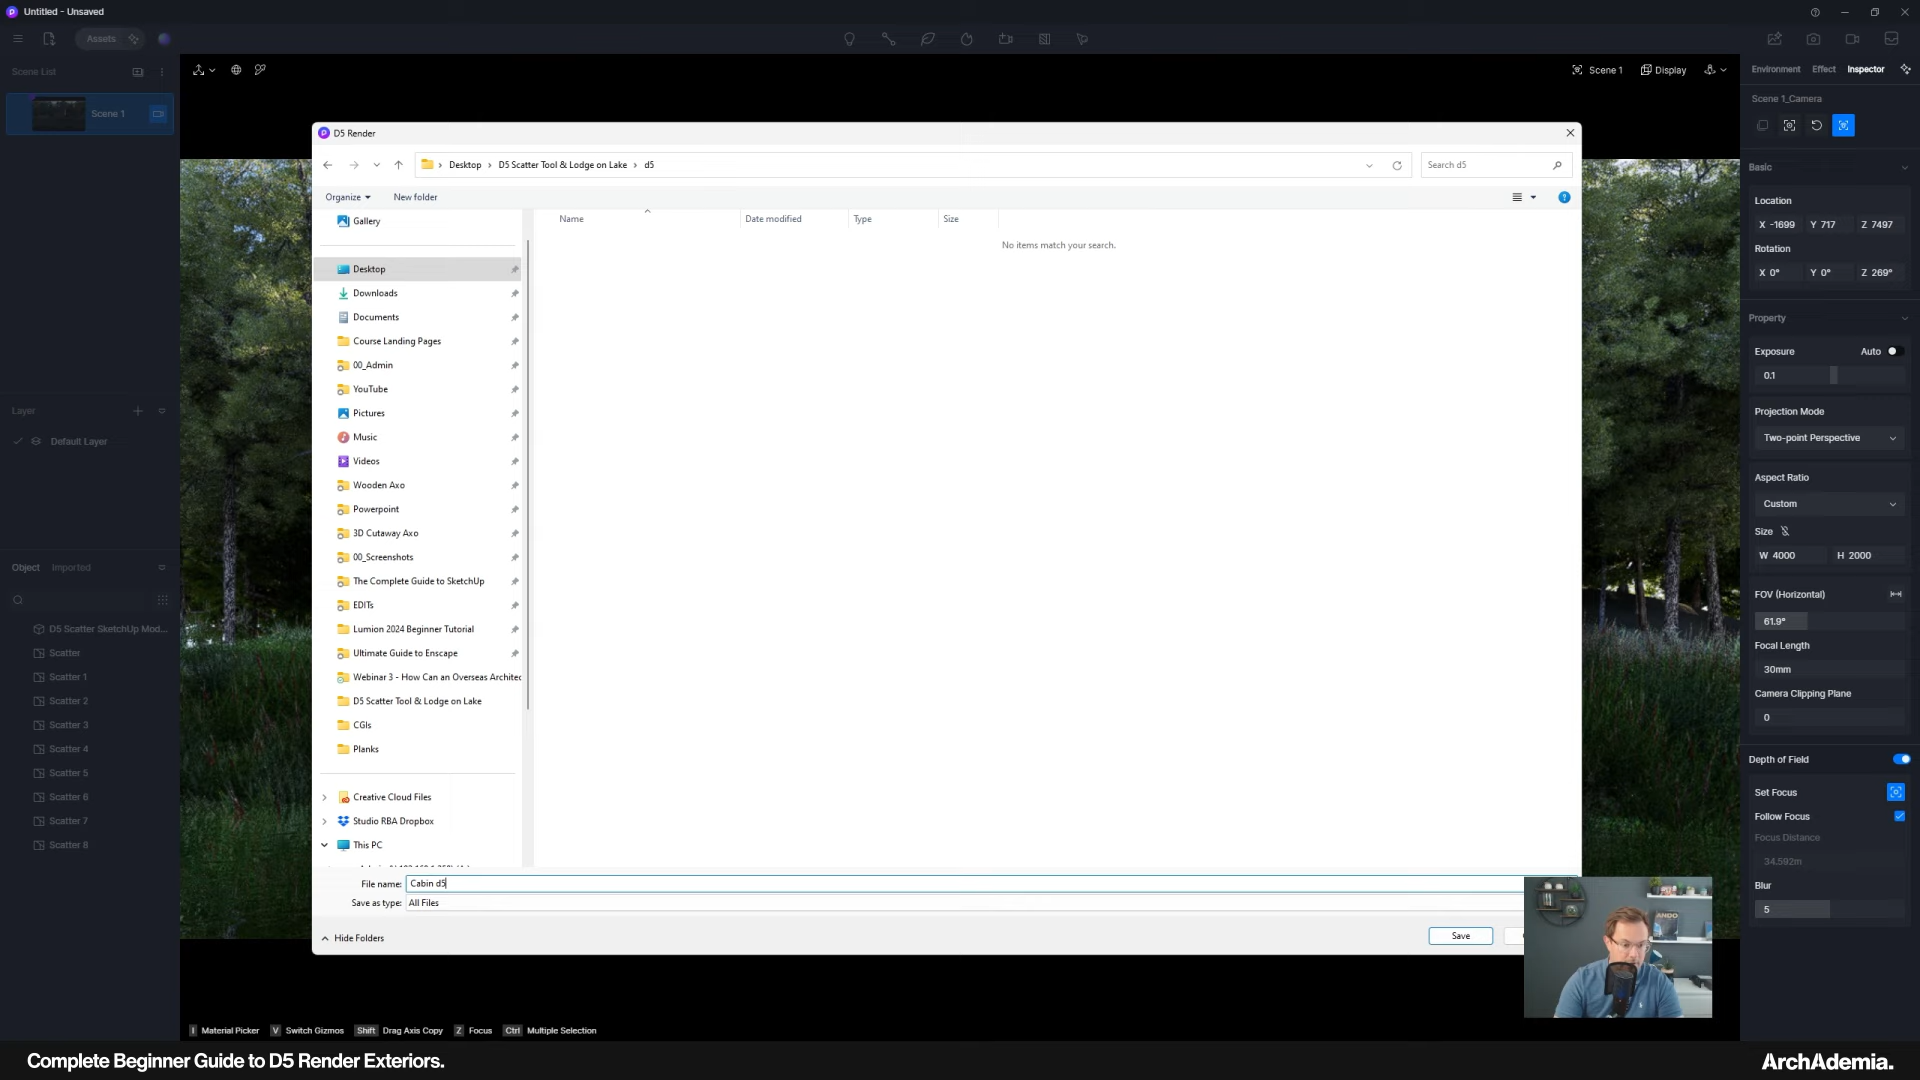 Untitled - Unsaved
Assets
Scene List
Scene 1
Scene 1
Display
Environment
Effect
Inspector
Scene 1_Camera
Basic
Location
X -1699
Y 717
Z 7497
Rotation
X 0°
Y 0°
Z 269°
Property
Exposure
Auto
0.1
Projection Mode
Two-point Perspective
Aspect Ratio
Custom
Size
W 4000
H 2000
FOV (Horizontal)
61.9°
Focal Length
30mm
Camera Clipping Plane
0
Depth of Field
Set Focus
Follow Focus
Focus Distance
34.592m
Blur
5
Layer
Default Layer
Object
Imported
D5 Scatter SketchUp Mod...
Scatter
Scatter 1
Scatter 2
Scatter 3
Scatter 4
Scatter 5
Scatter 6
Scatter 7
Scatter 8
D5 Render
Desktop
D5 Scatter Tool & Lodge on Lake
d5
Search d5
Organize
New folder
Name
Date modified
Type
Size
No items match your search.
Gallery
Desktop
Downloads
Documents
Course Landing Pages
00_Admin
YouTube
Pictures
Music
Videos
Wooden Axo
Powerpoint
3D Cutaway Axo
00_Screenshots
The Complete Guide to SketchUp
EDITs
Lumion 2024 Beginner Tutorial
Ultimate Guide to Enscape
Webinar 3 - How Can an Overseas Architec
D5 Scatter Tool & Lodge on Lake
CGIs
Planks
Creative Cloud Files
Studio RBA Dropbox
This PC
File name:
Cabin d5
Save as type:
All Files
Hide Folders
Save
ANDO
I
Material Picker
V
Switch Gizmos
Shift
Drag Axis Copy
Z
Focus
Ctrl
Multiple Selection
Complete Beginner Guide to D5 Render Exteriors.
ArchAdemia.